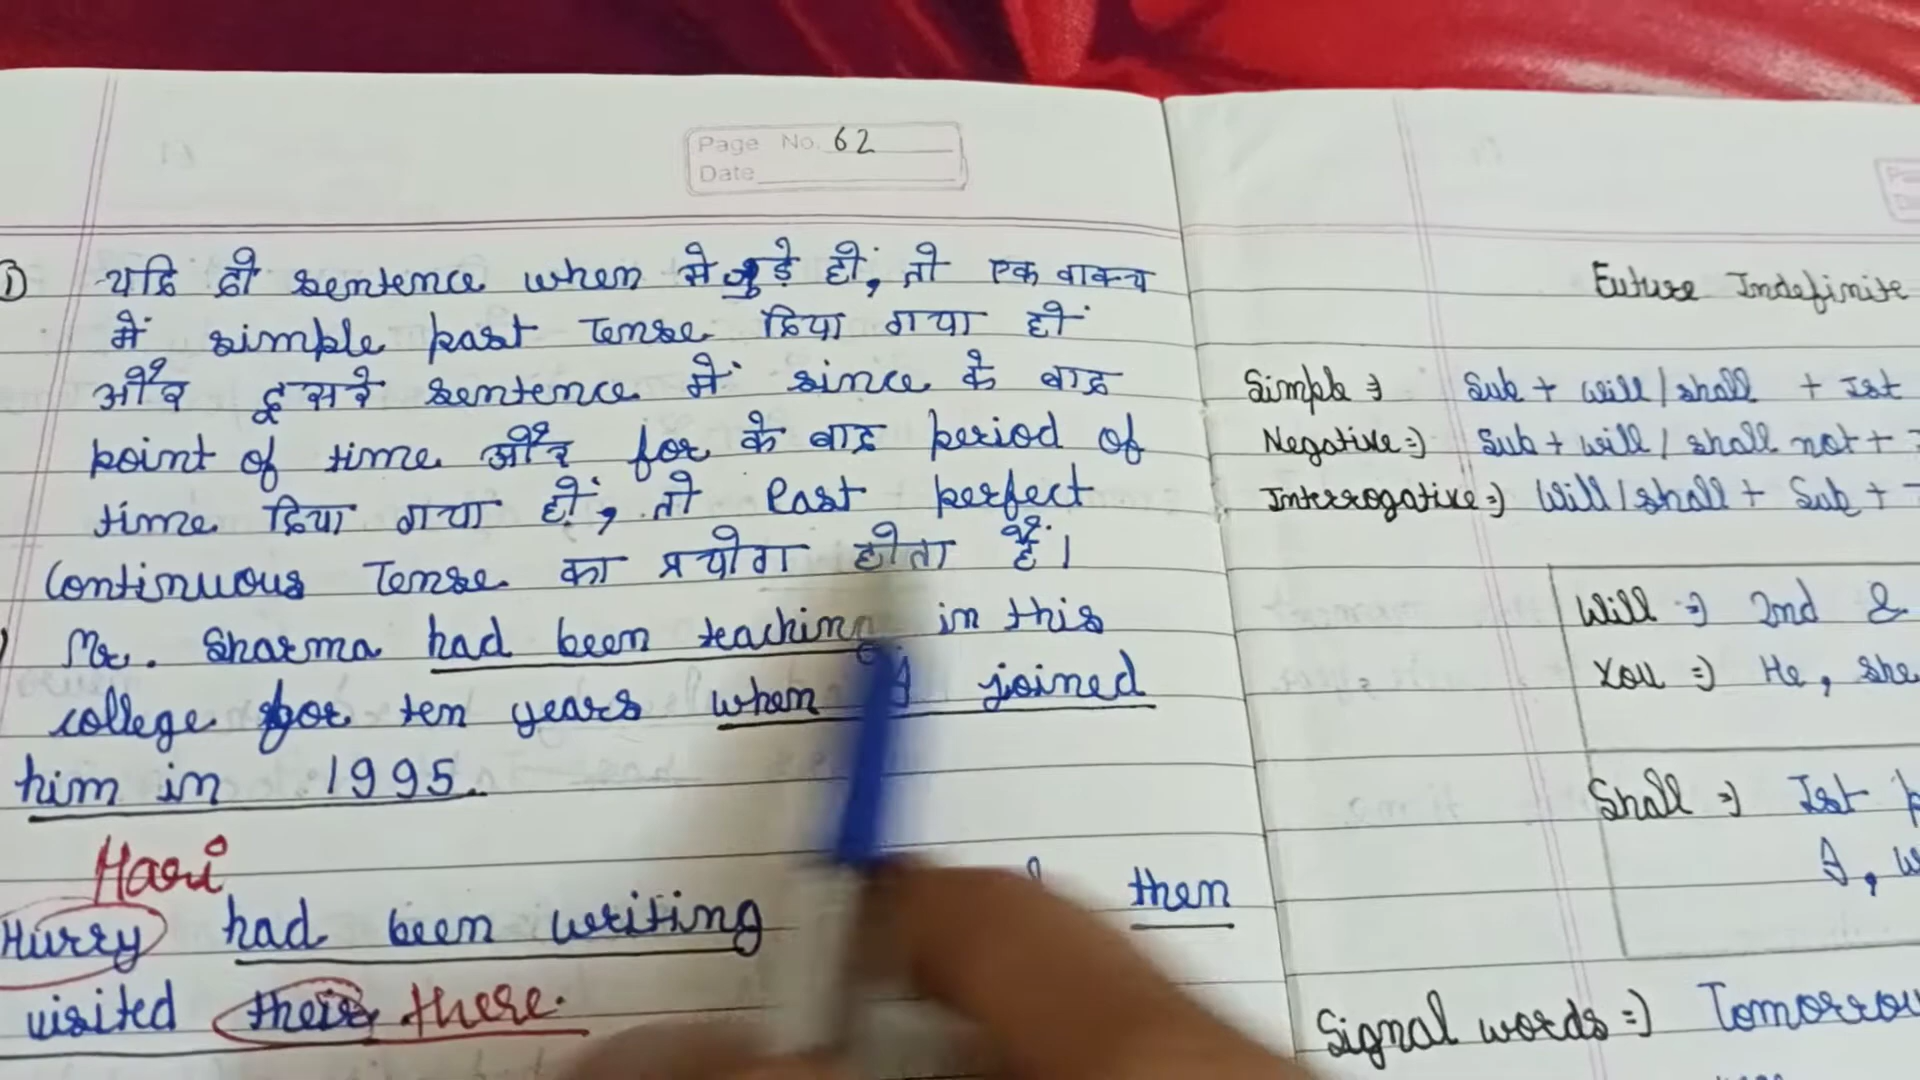 Page No. 62
Date
① यदि दो sentence when से जुड़े हों, तो एक वाक्य
में simple past Tense दिया गया हों
और दूसरे sentence में since के बाद
point of time और for के बाद period of
time दिया गया हों, तो Past perfect
Continuous Tense का प्रयोग होता है।
Mr. Sharma had been teaching in this
college for ten years when I joined
him in 1995.
Hari
Hurry had been writing then
visited their there.
Future Indefinite
Simple ⇒ Sub + will/shall + Ist
Negative ⇒ Sub + will/shall not +
Interrogative ⇒ Will/shall + Sub +
Will ⇒ 2nd &
You ⇒ He, she
Shall ⇒ Ist
I,
Signal words ⇒ Tomorrow